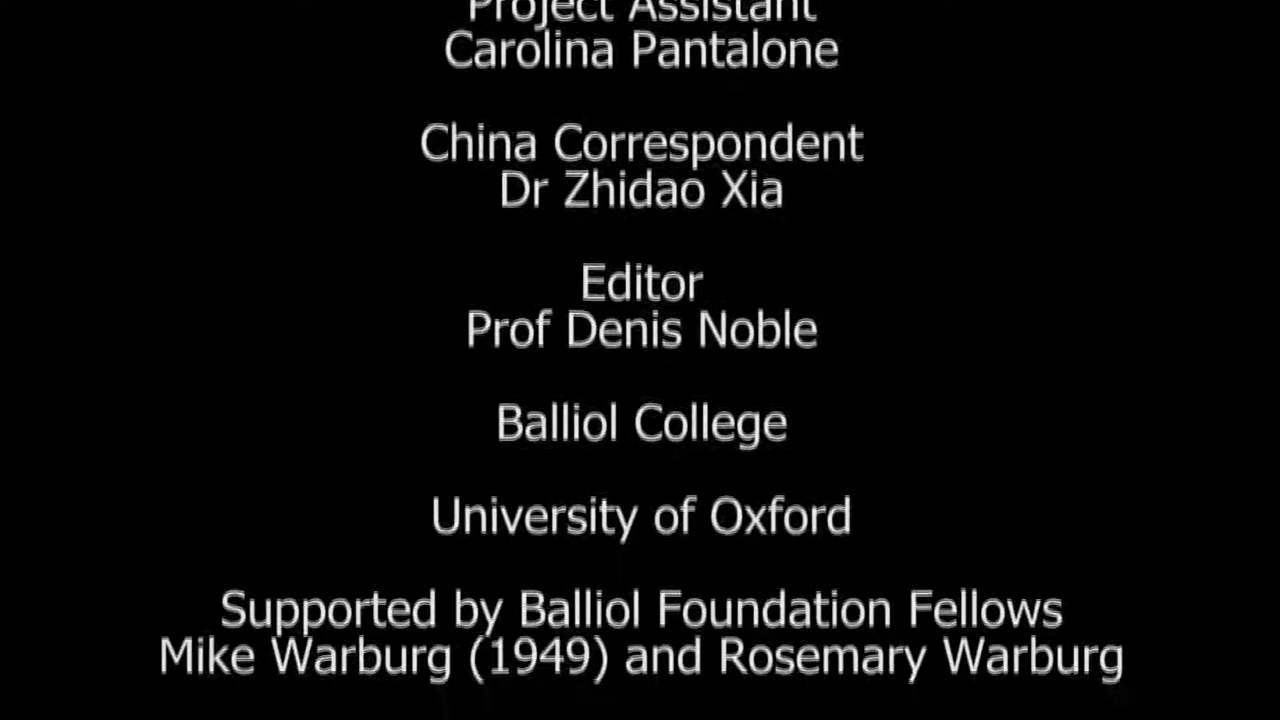 Project Assistant
Carolina Pantalone
China Correspondent
Dr Zhidao Xia
Editor
Prof Denis Noble
Balliol College
University of Oxford
Supported by Balliol Foundation Fellows
Mike Warburg (1949) and Rosemary Warburg